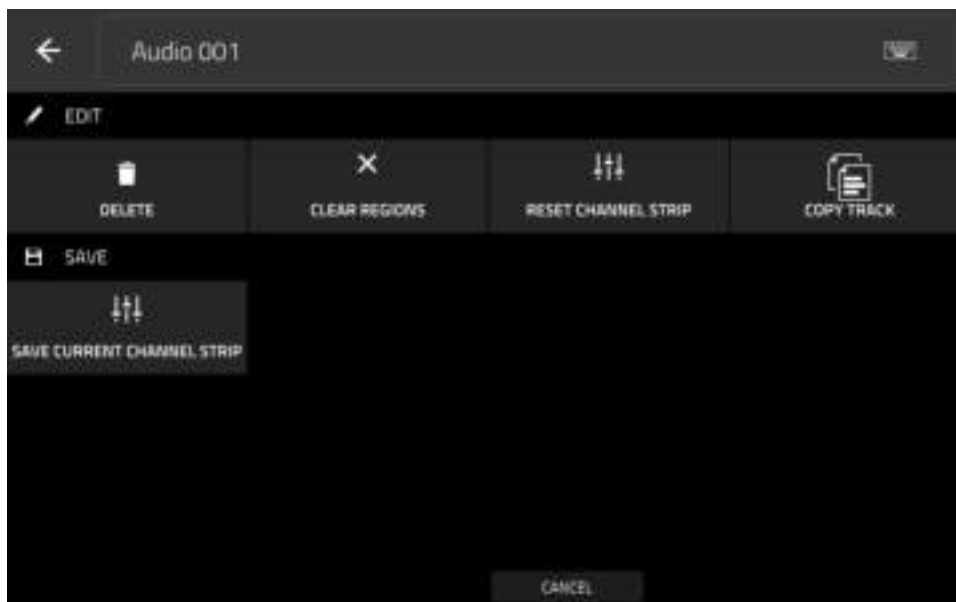 Audio 001
EDIT
DELETE
CLEAR REGIONS
RESET CHANNEL STRIP
COPY TRACK
SAVE
SAVE CURRENT CHANNEL STRIP
CANCEL